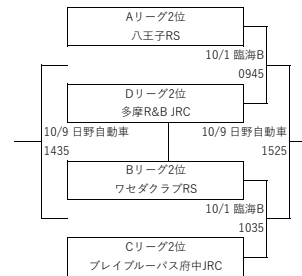 Aリーグ2位
八王子RS
10/1 臨海B
0945
Dリーグ2位
多摩R&B JRC
10/9 日野自動車
1435
10/9 日野自動車
1525
Bリーグ2位
ワセダクラブRS
10/1 臨海B
1035
Cリーグ2位
ブレイブルーパス府中JRC